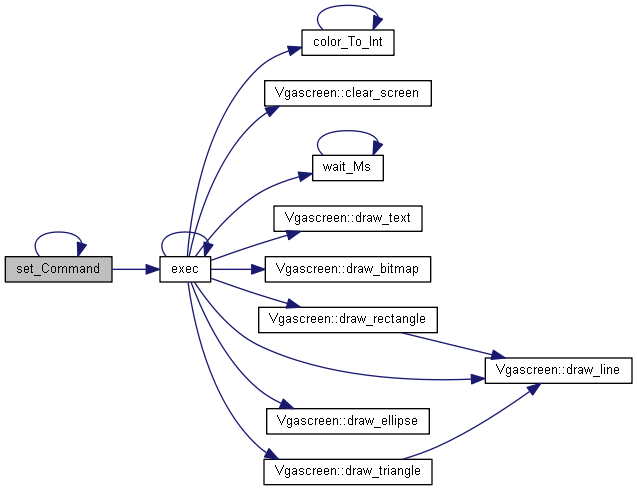 color_To_Int
Vgascreen::clear_screen
wait_Ms
Vgascreen::draw_text
set_Command
exec
Vgascreen::draw_bitmap
Vgascreen::draw_rectangle
Vgascreen::draw_line
Vgascreen::draw_ellipse
Vgascreen::draw_triangle